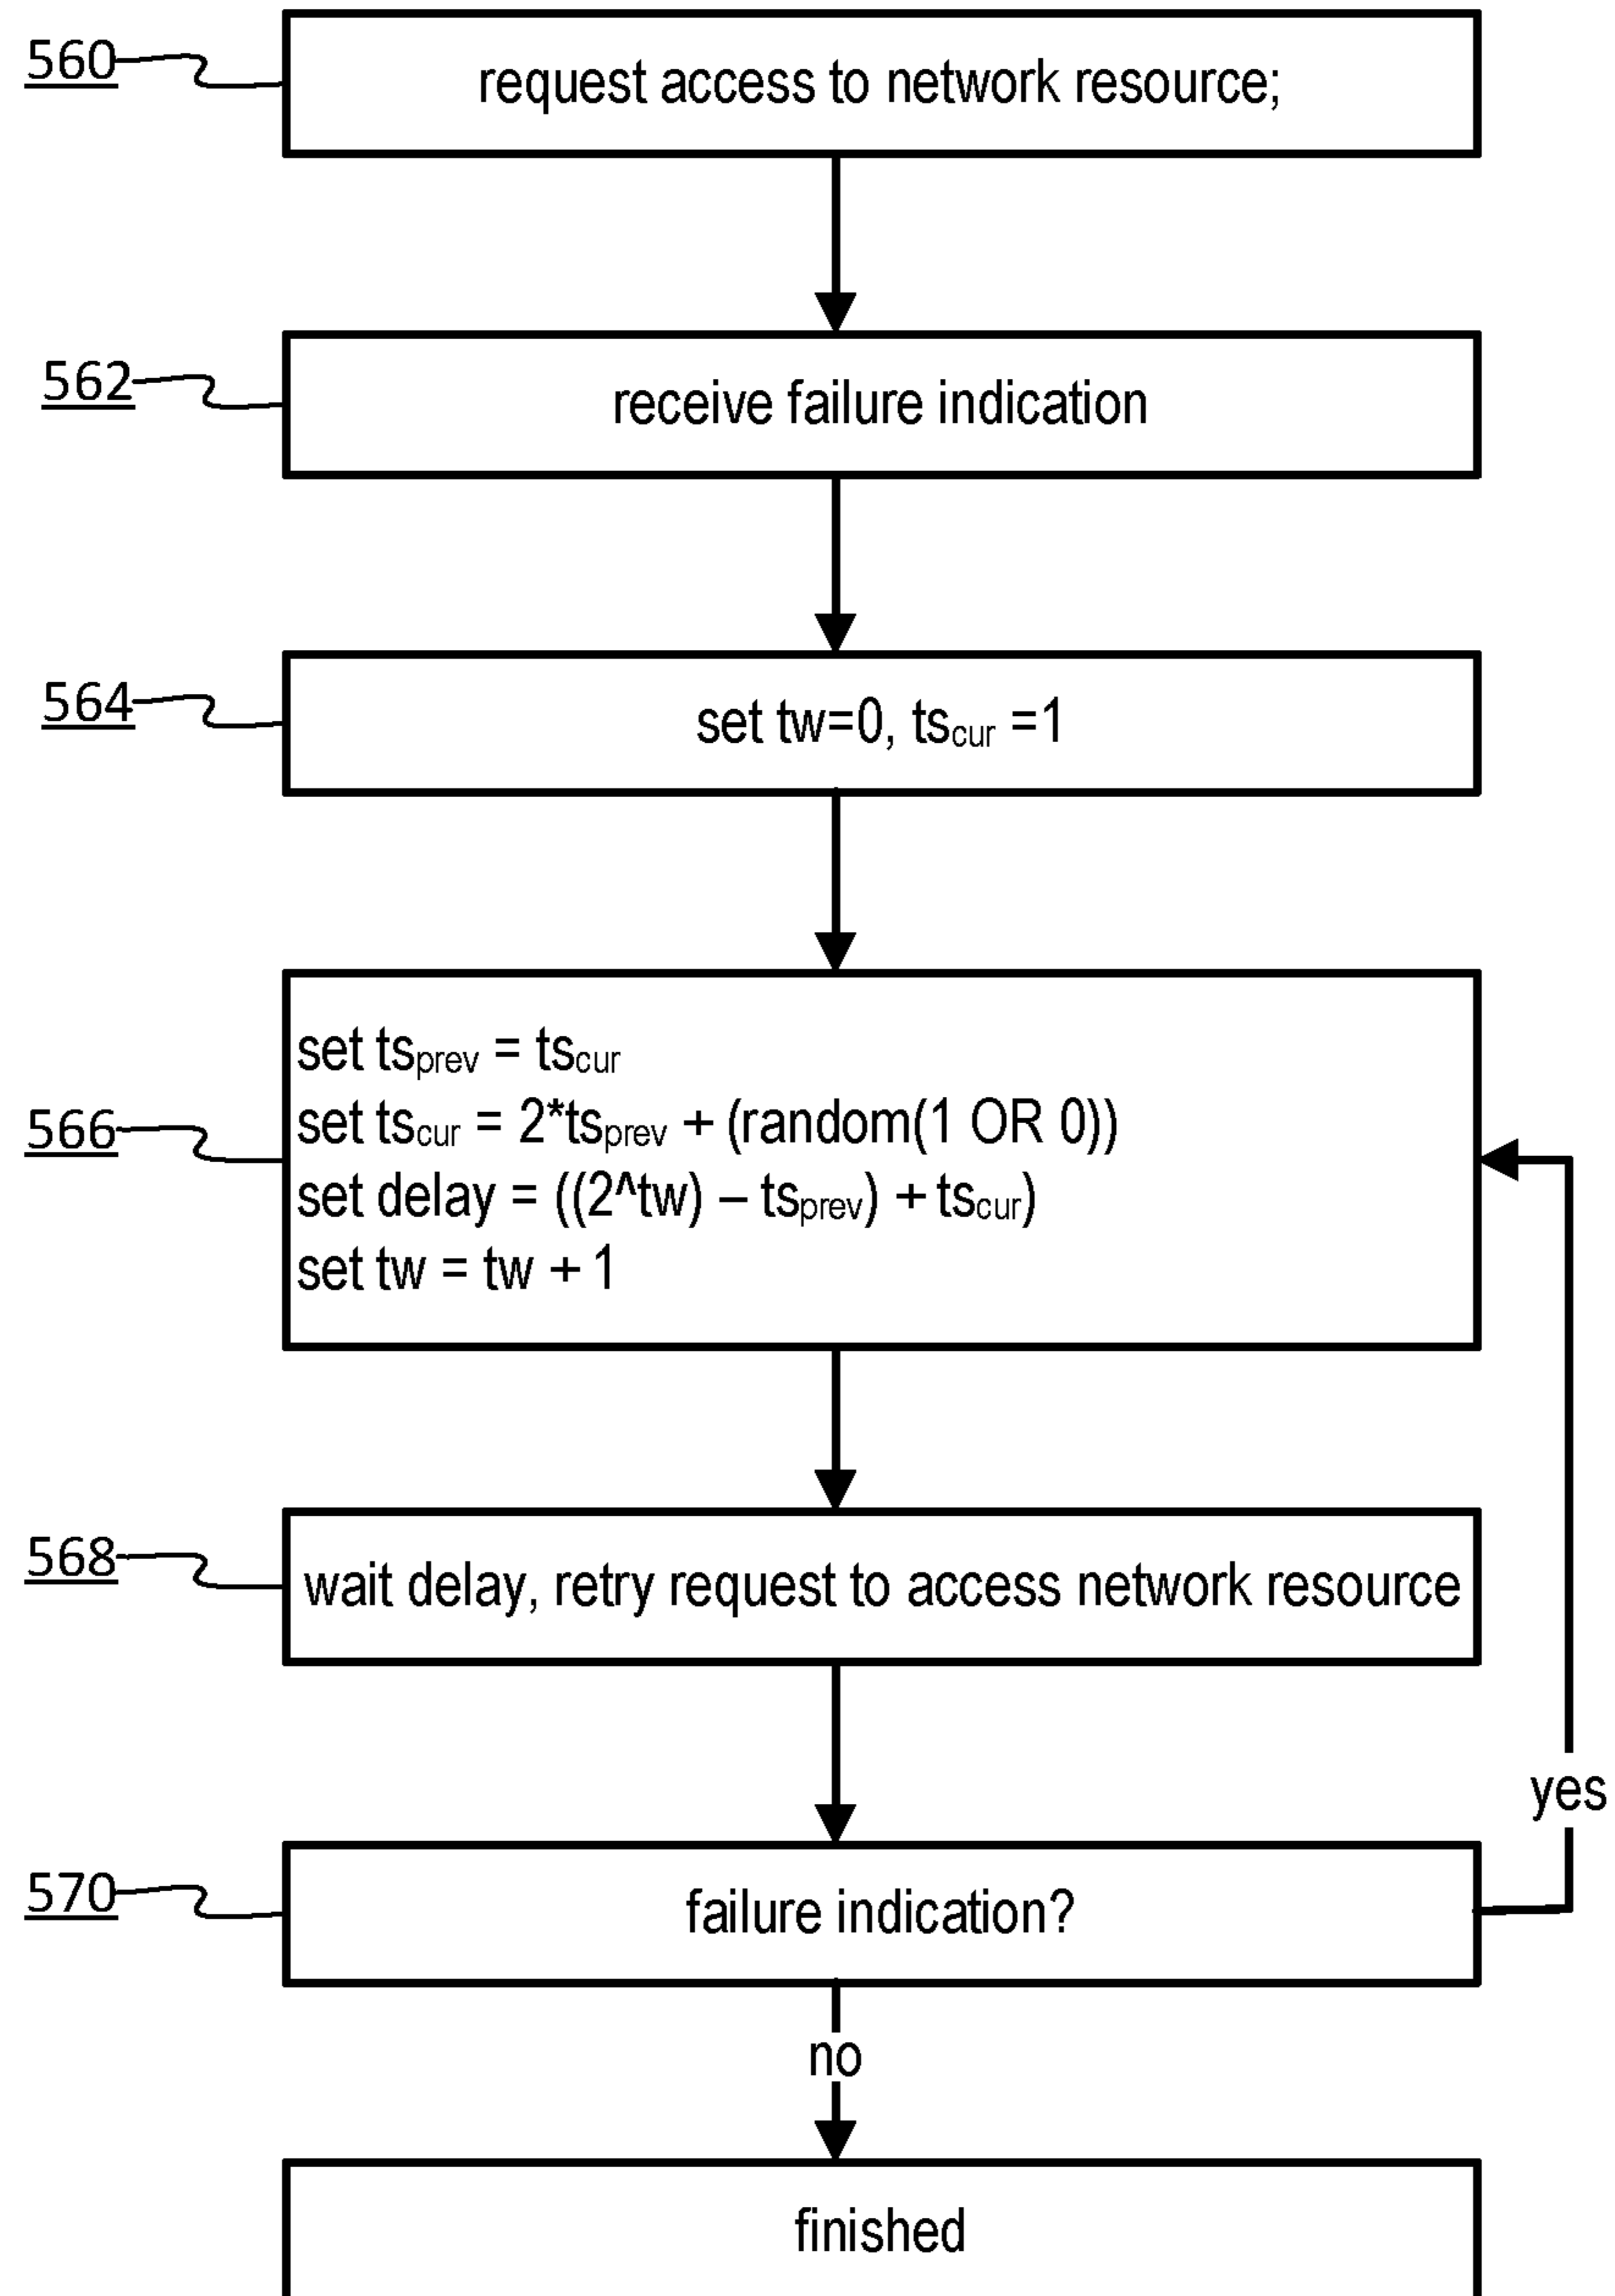 560
request access to network resource;
562
receive failure indication
564
set tw=0, tscur =1
566
set tsprev = tscur
set tscur = 2*tsprev + (random(1 OR 0))
set delay = ((2^tw) – tsprev) + tscur)
set tw = tw + 1
568
wait delay, retry request to access network resource
yes
570
failure indication?
no
finished